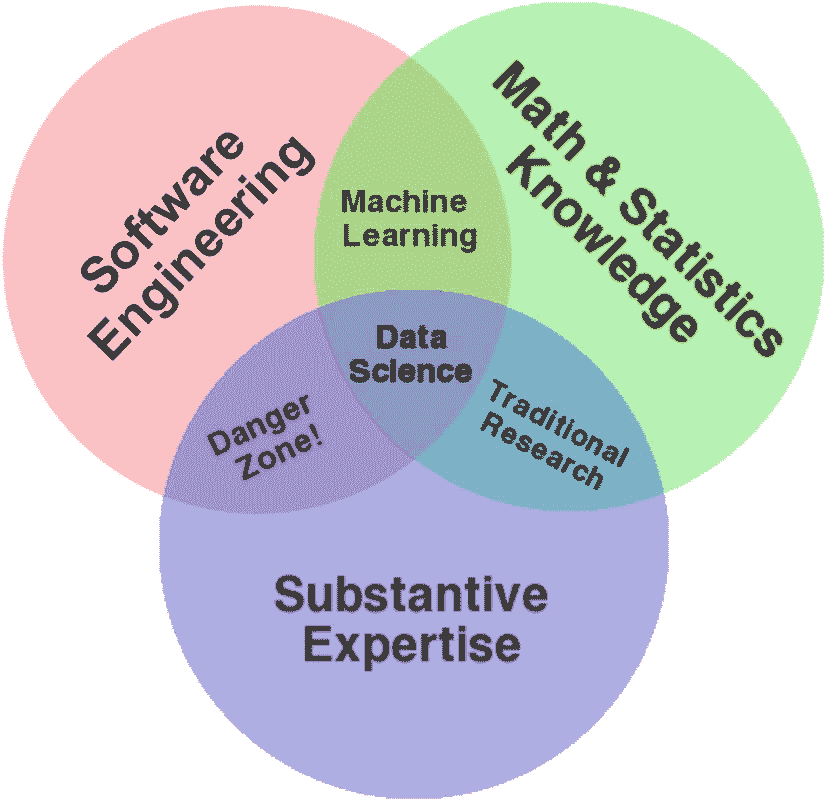 Software
Engineering
Math & Statistics
Knowledge
Machine
Learning
Data
Science
Danger
Zone!
Traditional
Research
Substantive
Expertise